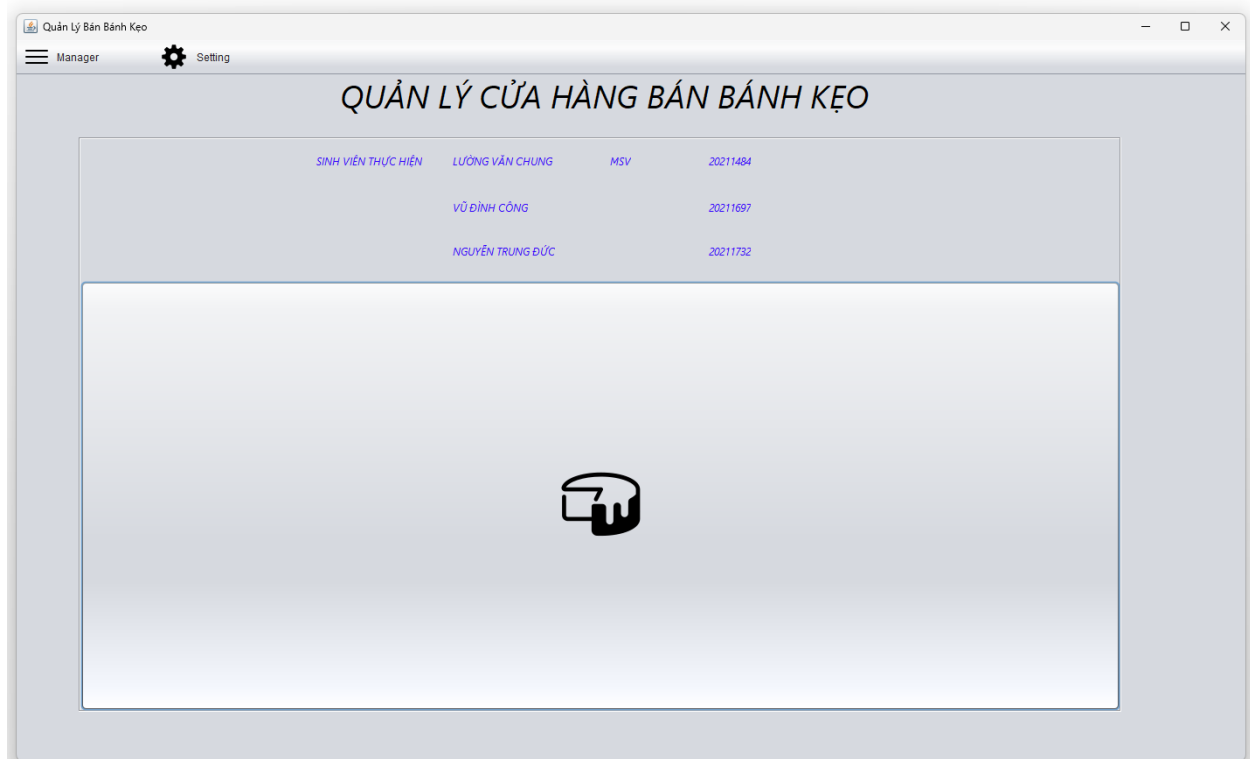 Quản Lý Bán Bánh Kẹo
Manager Setting
QUẢN LÝ CỬA HÀNG BÁN BÁNH KẸO
SINH VIÊN THỰC HIỆN LƯỜNG VĂN CHUNG MSV 20211484
VŨ ĐÌNH CÔNG 20211697
NGUYỄN TRUNG ĐỨC 20211732